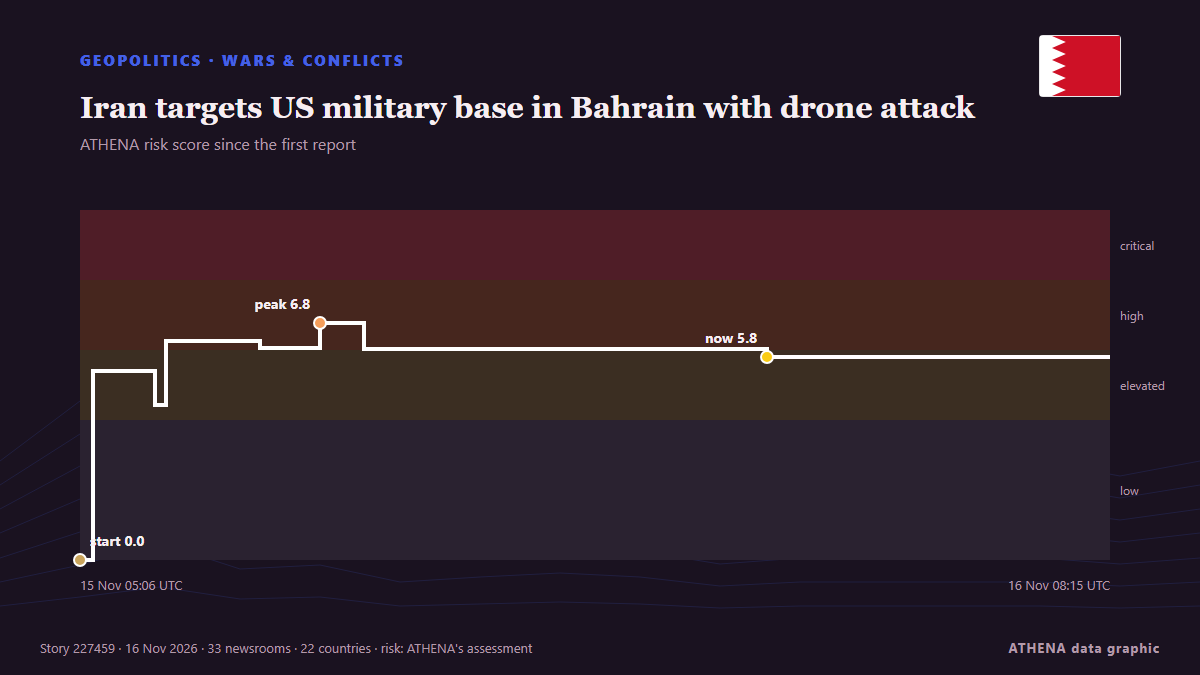 GEOPOLITICS · WARS & CONFLICTS
Iran targets US military base in Bahrain with drone attack
ATHENA risk score since the first report
critical
peak 6.8
high
now 5.8
elevated
low
start 0.0
15 Nov 05:06 UTC
16 Nov 08:15 UTC
Story 227459 · 16 Nov 2026 · 33 newsrooms · 22 countries · risk: ATHENA's assessment
ATHENA data graphic